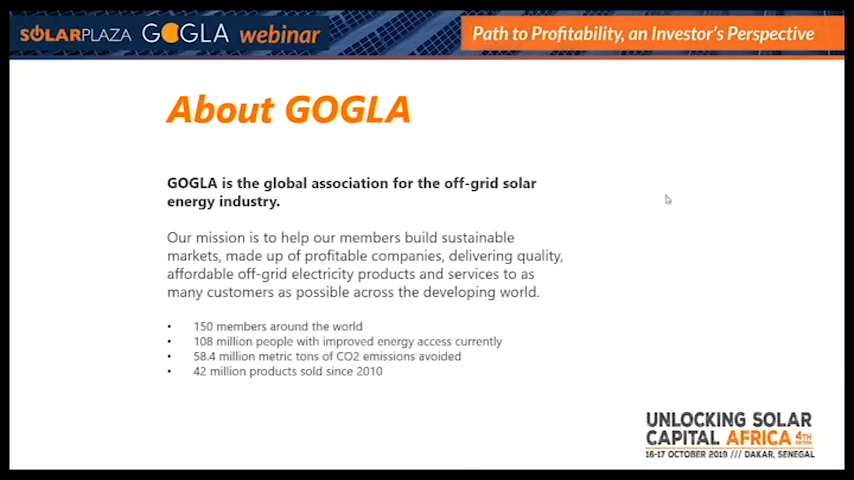 SOLARPLAZA GOGLA webinar
Path to Profitability, an Investor's Perspective
About GOGLA
GOGLA is the global association for the off-grid solar
energy industry.
Our mission is to help our members build sustainable
markets, made up of profitable companies, delivering quality,
affordable off-grid electricity products and services to as
many customers as possible across the developing world.
• 150 members around the world
• 108 million people with improved energy access currently
• 58.4 million metric tons of CO2 emissions avoided
• 42 million products sold since 2010
UNLOCKING SOLAR
CAPITAL AFRICA 4TH EDITION
16-17 OCTOBER 2019 /// DAKAR, SENEGAL